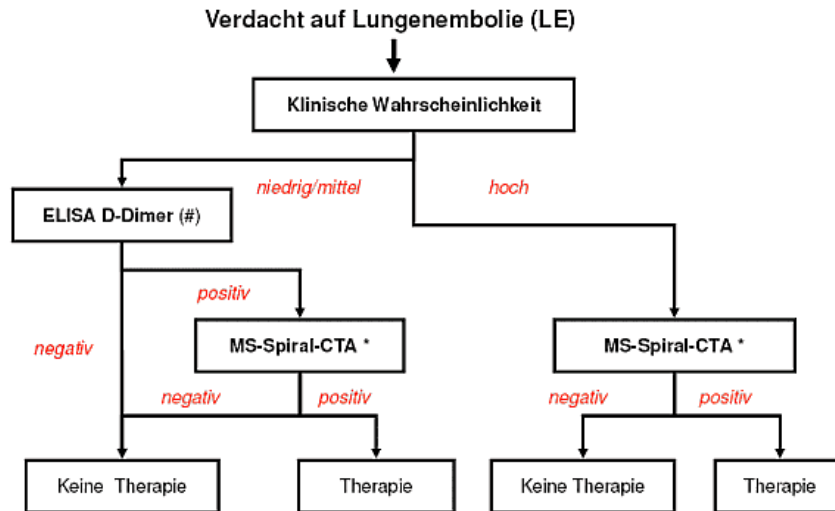 Verdacht auf Lungenembolie (LE)
Klinische Wahrscheinlichkeit
niedrig/mittel
hoch
ELISA D-Dimer (#)
positiv
negativ
MS-Spiral-CTA *
MS-Spiral-CTA *
negativ
positiv
negativ
positiv
Keine Therapie
Therapie
Keine Therapie
Therapie